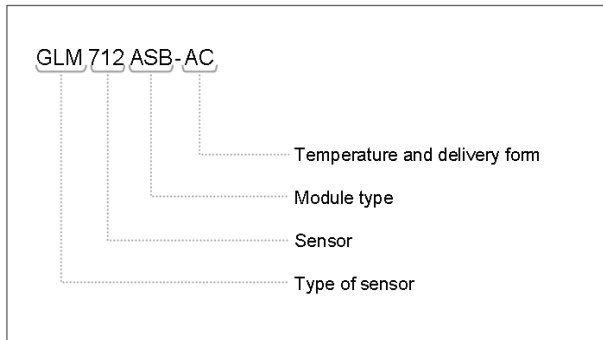 GLM 712 ASB-AC
Temperature and delivery form
Module type
Sensor
Type of sensor